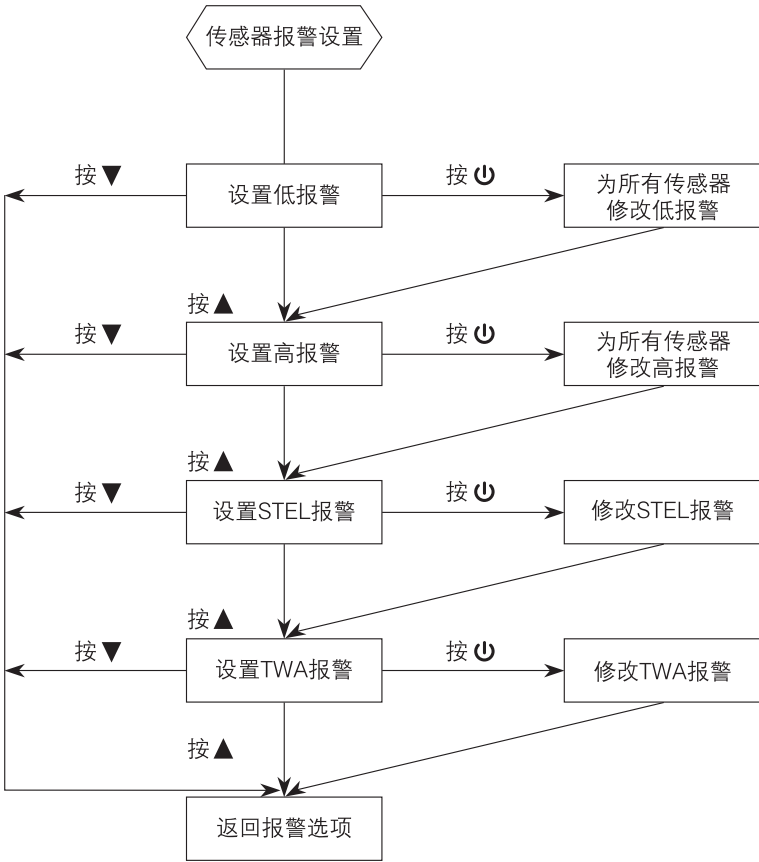 传感器报警设置
按▼
设置低报警
按⏻
为所有传感器
修改低报警
按▲
按▼
设置高报警
按⏻
为所有传感器
修改高报警
按▲
按▼
设置STEL报警
按⏻
修改STEL报警
按▲
按▼
设置TWA报警
按⏻
修改TWA报警
按▲
返回报警选项